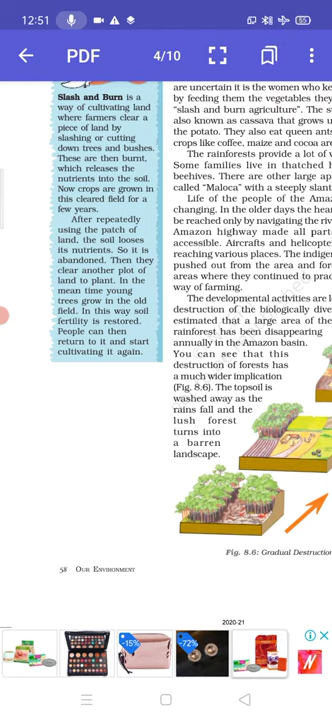 12:51
55
PDF
4/10
Slash and Burn is a
way of cultivating land
where farmers clear a
piece of land by
slashing or cutting
down trees and bushes.
These are then burnt,
which releases the
nutrients into the soil.
Now crops are grown in
this cleared field for a
few years.
After repeatedly
using the patch of
land, the soil looses
its nutrients. So it is
abandoned. Then they
clear another plot of
land to plant. In the
mean time young
trees grow in the old
field. In this way soil
fertility is restored.
People can then
return to it and start
cultivating it again.
are uncertain it is the women who ke
by feeding them the vegetables they
“slash and burn agriculture”. The s
also known as cassava that grows u
the potato. They also eat queen ants
crops like coffee, maize and cocoa are
The rainforests provide a lot of
Some families live in thatched h
beehives. There are other large ap
called “Maloca” with a steeply slant
Life of the people of the Ama
changing. In the older days the hear
be reached only by navigating the riv
Amazon highway made all part
accessible. Aircrafts and helicopte
reaching various places. The indige
pushed out from the area and for
areas where they continued to prac
way of farming.
The developmental activities are l
destruction of the biologically dive
estimated that a large area of the
rainforest has been disappearing
annually in the Amazon basin.
You can see that this
destruction of forests has
a much wider implication
(Fig. 8.6). The topsoil is
washed away as the
rains fall and the
lush forest
turns into
a barren
landscape.
Fig. 8.6: Gradual Destructio
58 OUR ENVIRONMENT
2020-21
-15%
-72%
N